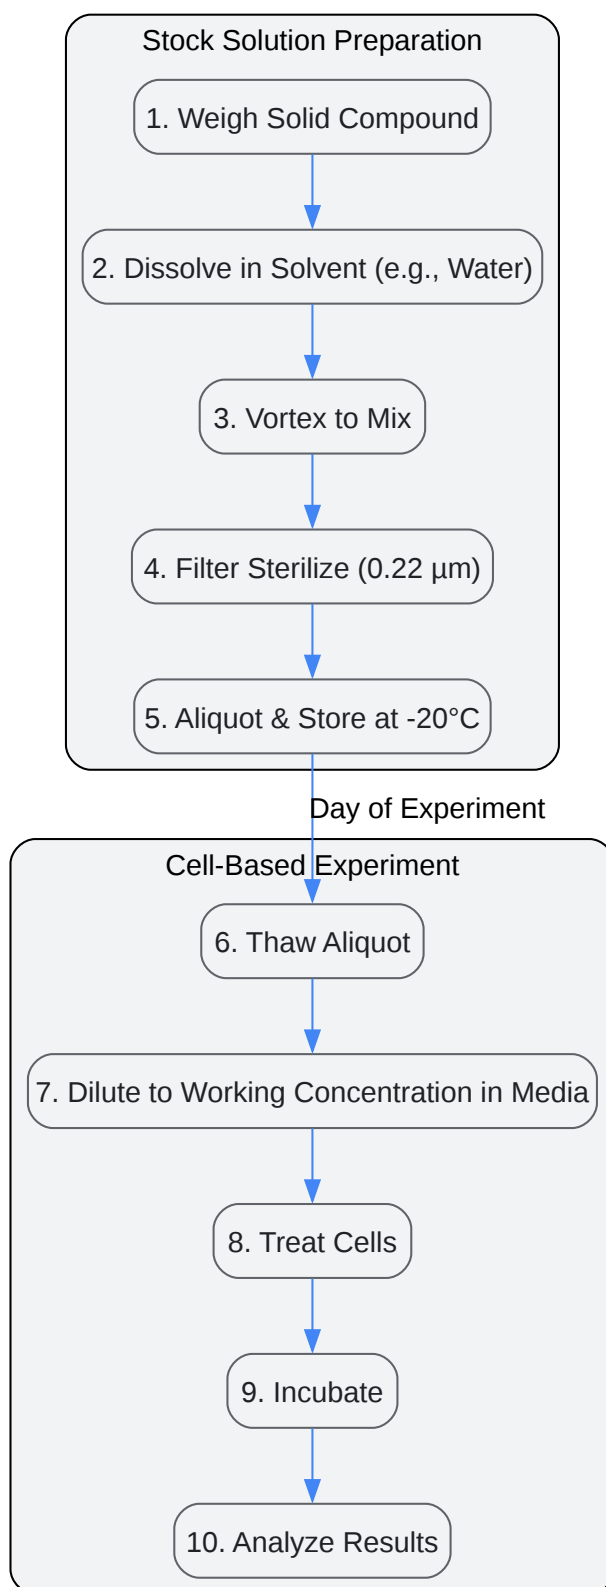 Stock Solution Preparation
1. Weigh Solid Compound
2. Dissolve in Solvent (e.g., Water)
3. Vortex to Mix
4. Filter Sterilize (0.22 µm)
5. Aliquot & Store at -20°C
Day of Experiment
Cell-Based Experiment
6. Thaw Aliquot
7. Dilute to Working Concentration in Media
8. Treat Cells
9. Incubate
10. Analyze Results